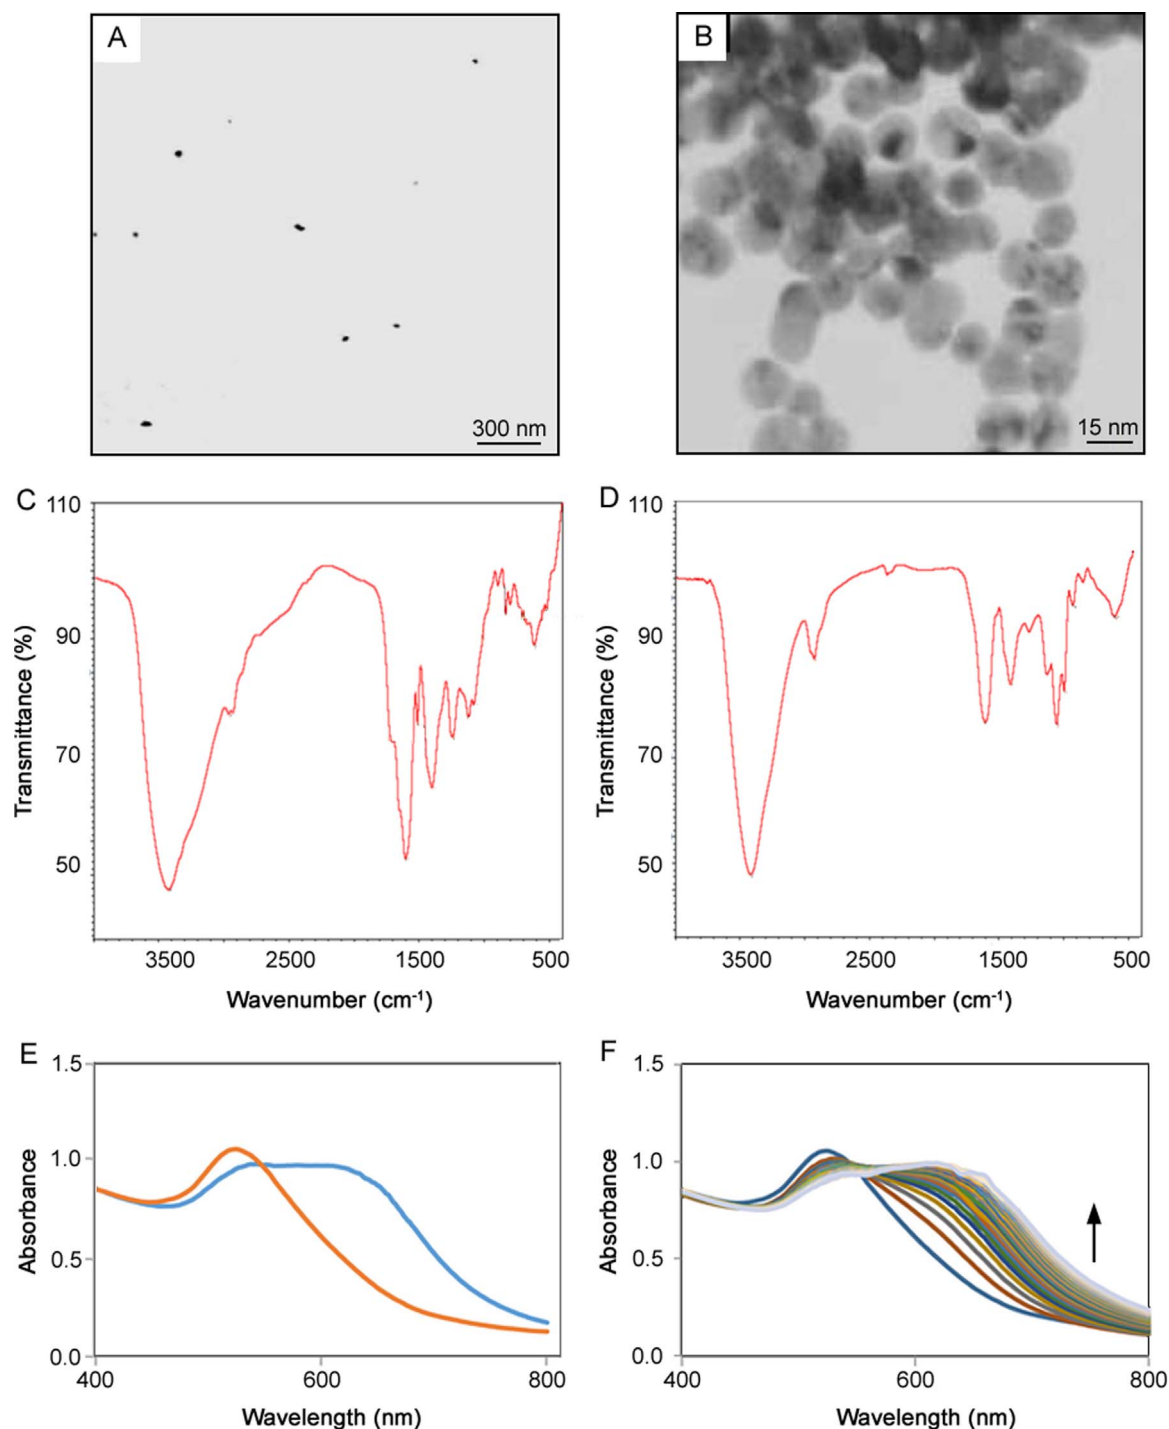 A
B
300 nm
15 nm
C
110
90
70
50
Transmittance (%)
3500
2500
1500
500
Wavenumber (cm⁻¹)
D
110
90
70
50
Transmittance (%)
3500
2500
1500
500
Wavenumber (cm⁻¹)
E
1.5
1.0
0.5
0.0
Absorbance
400
600
800
Wavelength (nm)
F
1.5
1.0
0.5
0.0
Absorbance
400
600
800
Wavelength (nm)